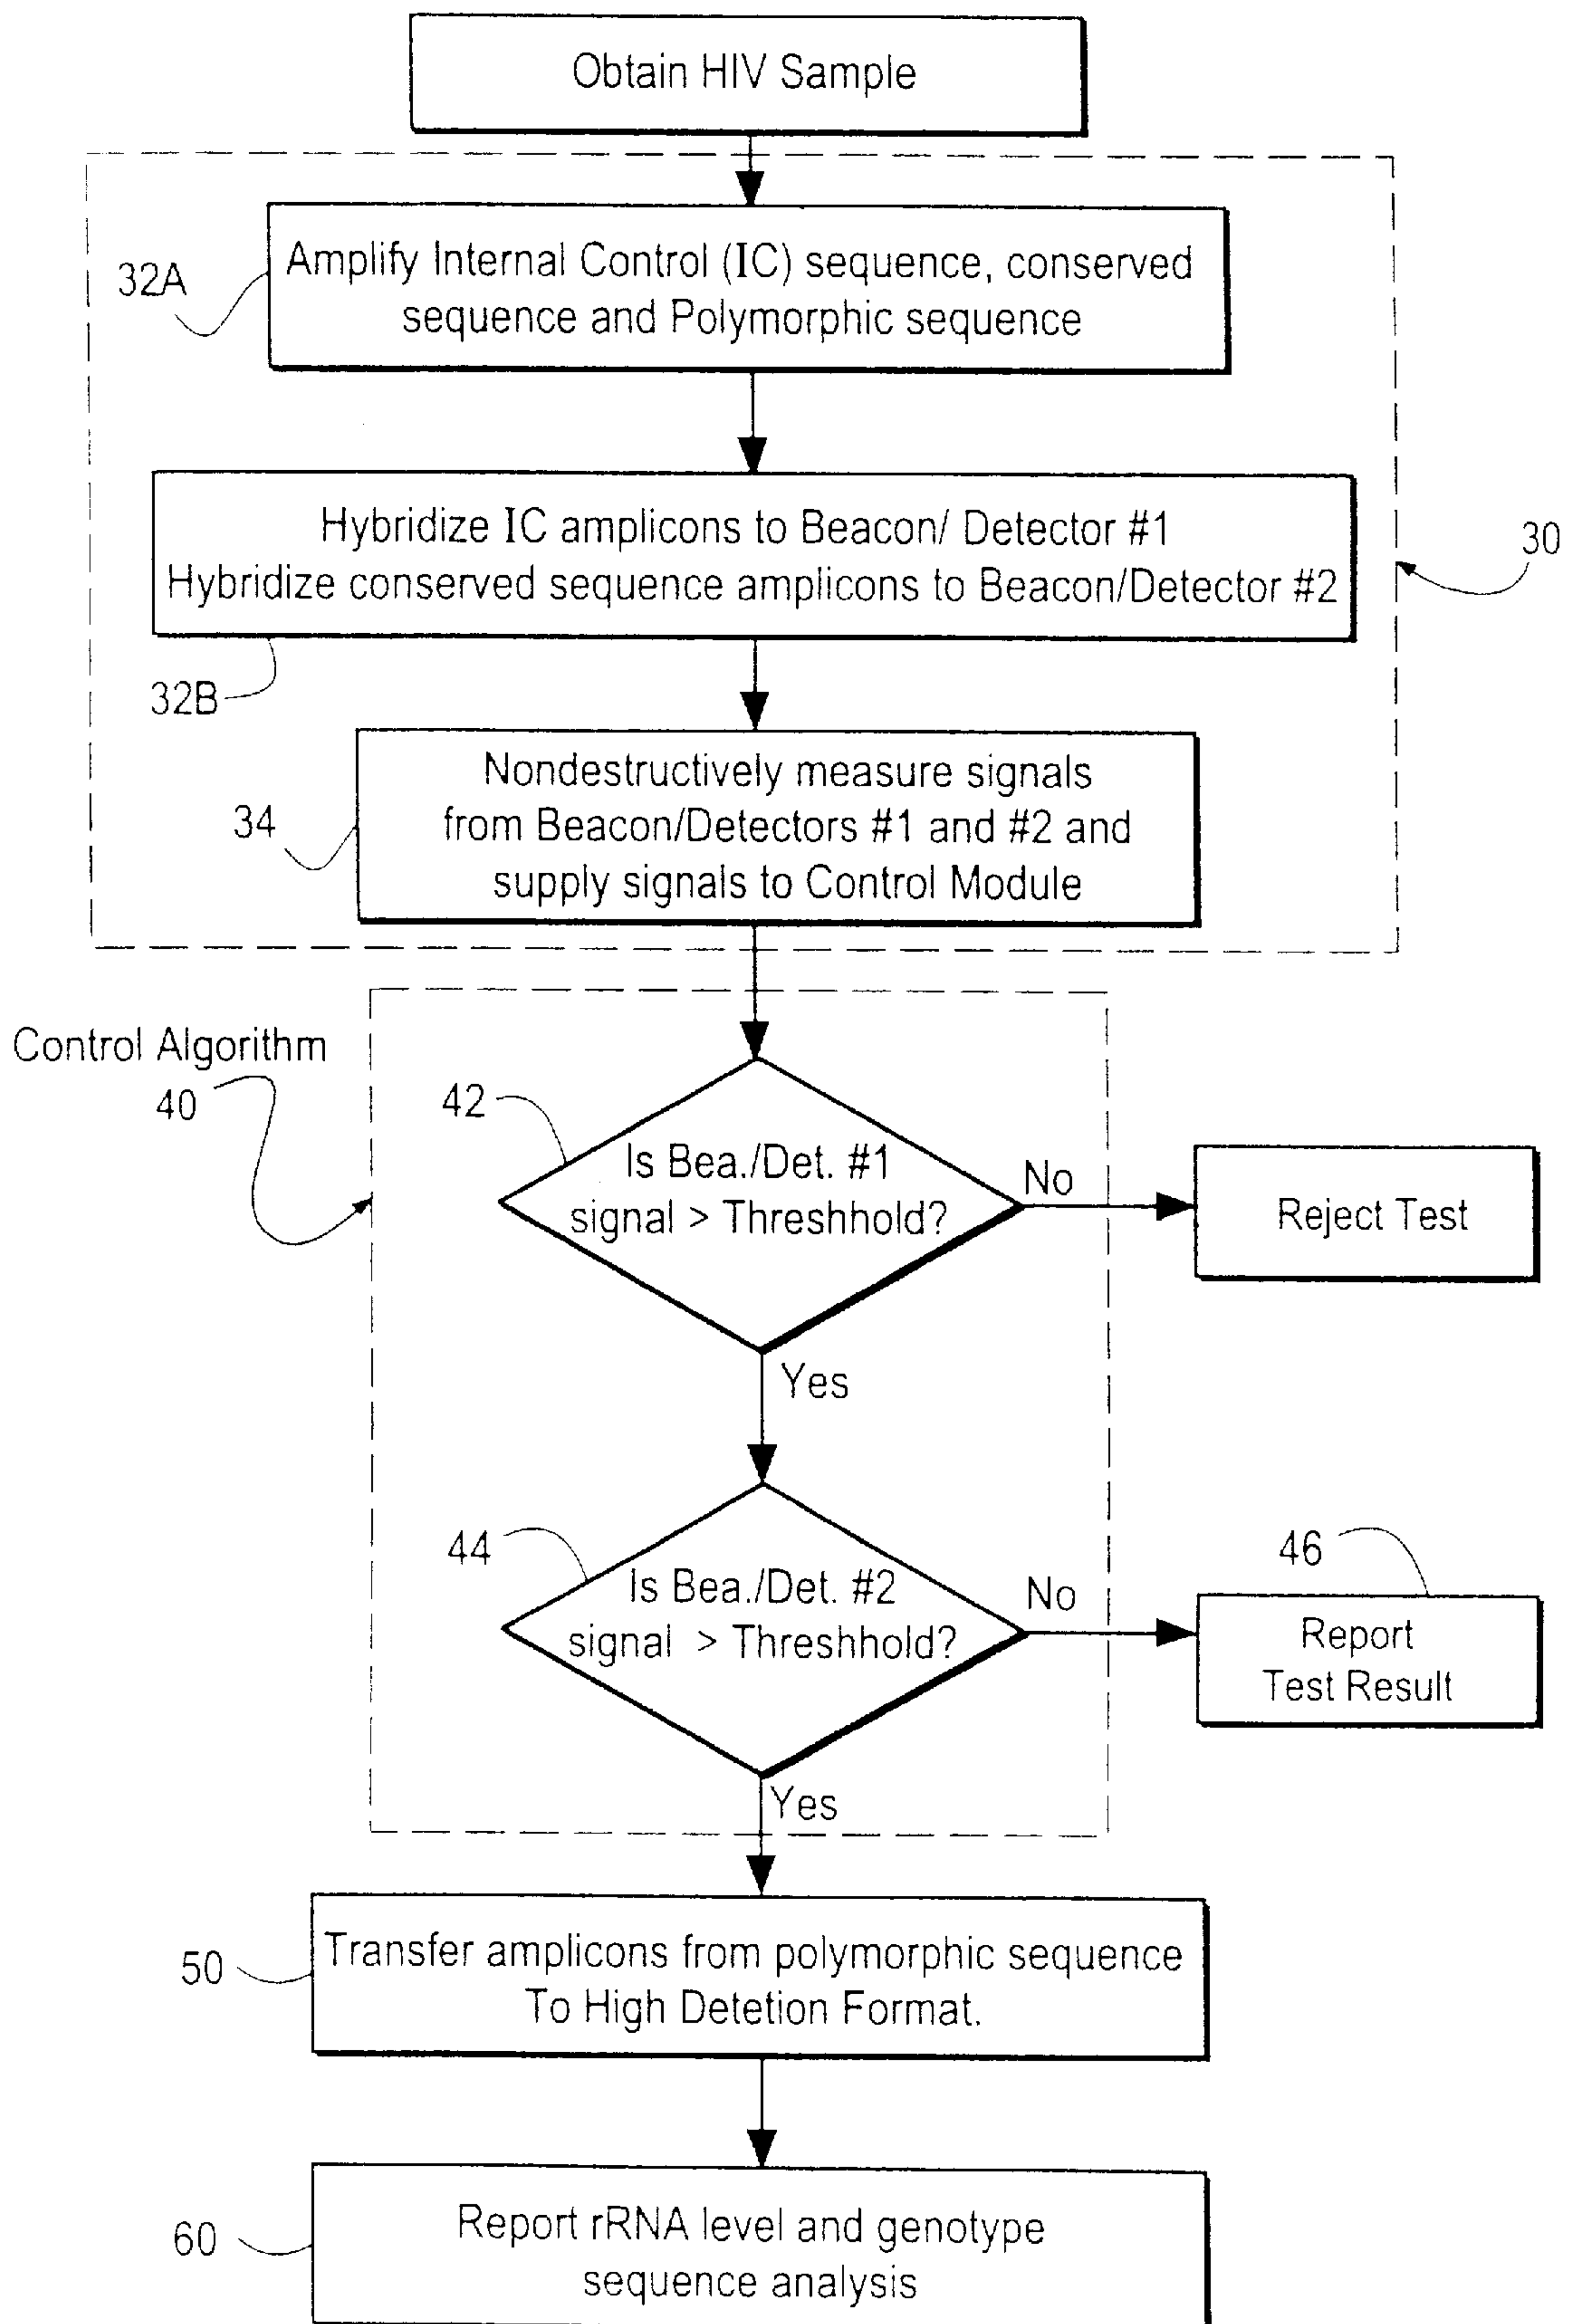 Obtain HIV Sample
32A
Amplify Internal Control (IC) sequence, conserved
sequence and Polymorphic sequence
Hybridize IC amplicons to Beacon/ Detector #1
Hybridize conserved sequence amplicons to Beacon/Detector #2
30
32B
34
Nondestructively measure signals
from Beacon/Detectors #1 and #2 and
supply signals to Control Module
Control Algorithm
40
42
Is Bea./Det. #1
signal > Threshhold?
No
Reject Test
Yes
44
Is Bea./Det. #2
signal > Threshhold?
No
46
Report
Test Result
Yes
50
Transfer amplicons from polymorphic sequence
To High Detetion Format.
60
Report rRNA level and genotype
sequence analysis